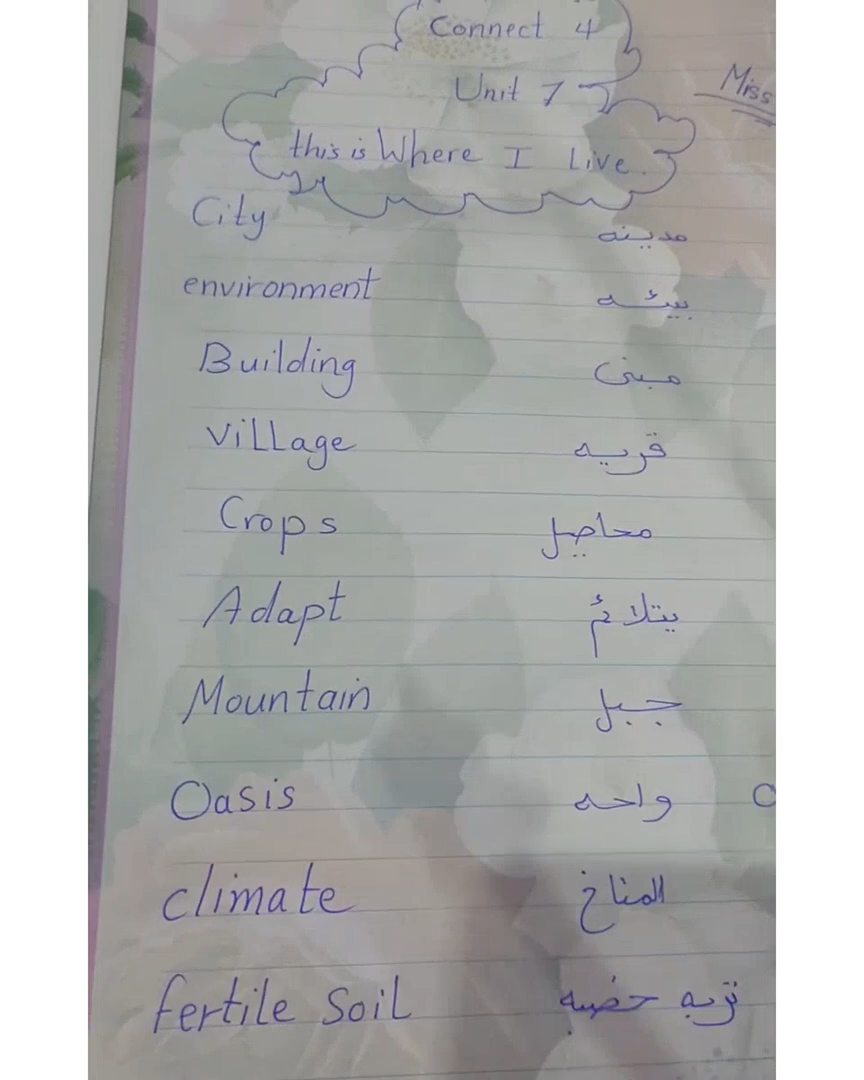 Connect 4
Unit 7
Miss
this is Where I Live.
City مدينه
environment بيئه
Building مبنى
Village قريه
Crops محاصيل
Adapt يتلائم
Mountain جبل
Oasis واحه
climate المناخ
fertile Soil تربه خصبه